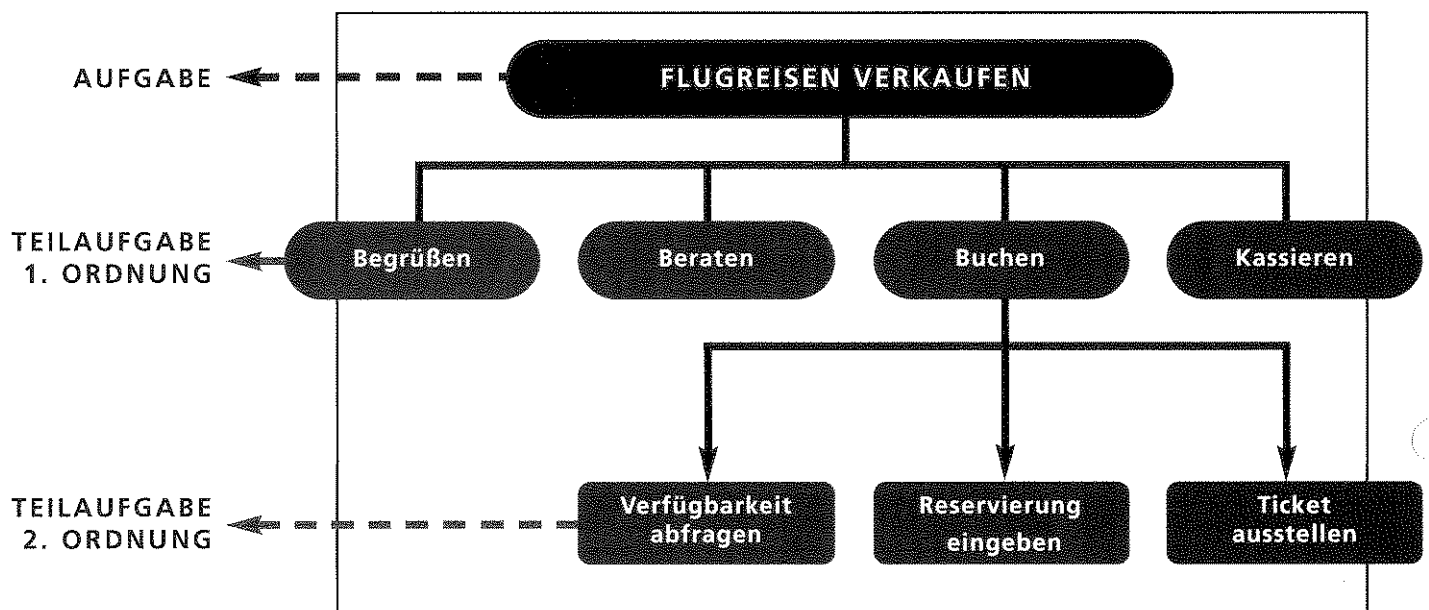 AUFGABE
FLUGREISEN VERKAUFEN
TEILAUFGABE
1. ORDNUNG
Begrüßen
Beraten
Buchen
Kassieren
TEILAUFGABE
2. ORDNUNG
Verfügbarkeit
abfragen
Reservierung
eingeben
Ticket
ausstellen